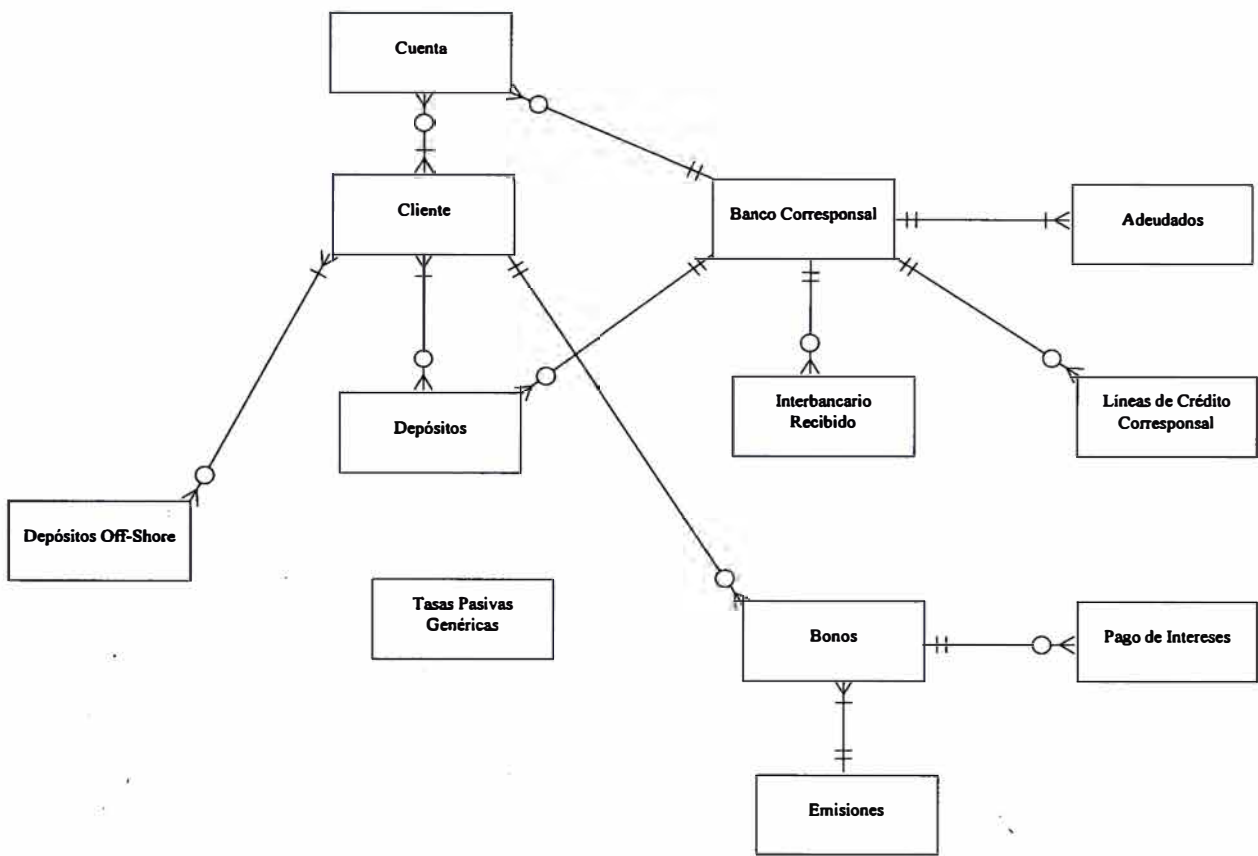 Cuenta
Cliente
Banco Corresponsal
Adeudados
Depósitos
Interbancario
Recibido
Líneas de Crédito
Corresponsal
Depósitos Off-Shore
Tasas Pasivas
Genéricas
Bonos
Pago de Intereses
Emisiones